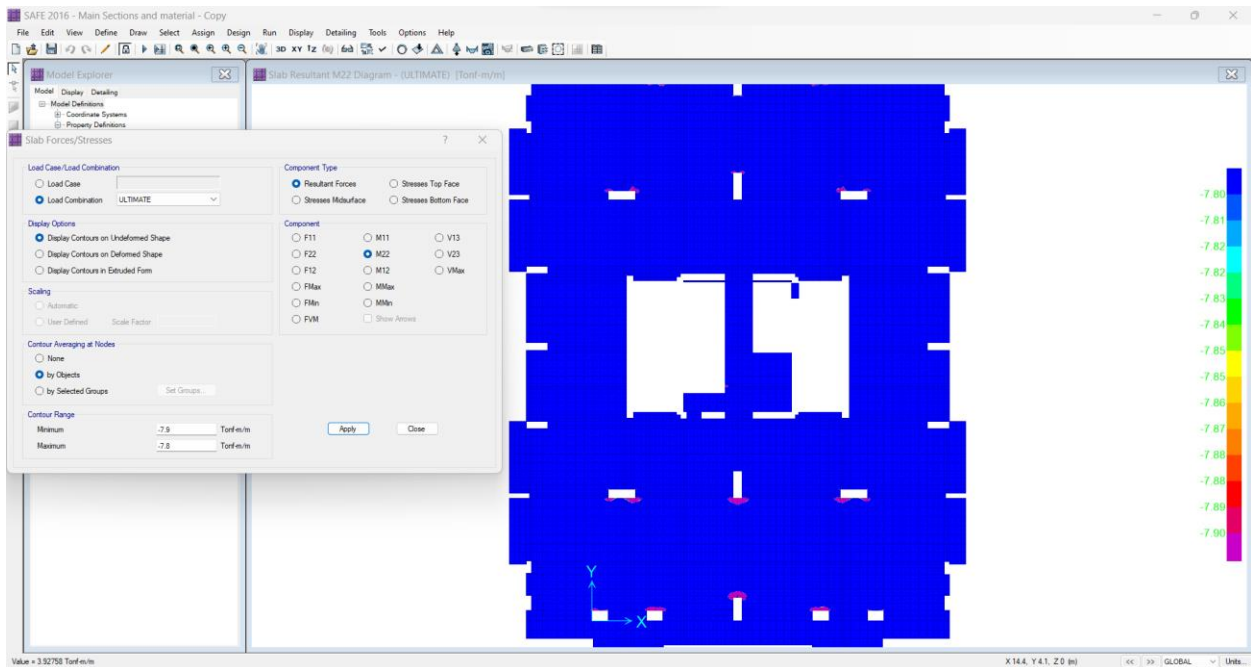 SAFE 2016 - Main Sections and material - Copy
File Edit View Define Draw Select Assign Design Run Display Detailing Tools Options Help
3D XY
Model Explorer
Model Display Detailing
Model Definitions
Coordinate Systems
Property Definitions
Slab Resultant M22 Diagram - (ULTIMATE) [Tonf-m/m]
Slab Forces/Stresses
?
Load Case/Load Combination
Load Case
Load Combination ULTIMATE
Display Options
Display Contours on Undeformed Shape
Display Contours on Deformed Shape
Display Contours in Extruded Form
Scaling
Automatic
User Defined Scale Factor
Contour Averaging at Nodes
None
by Objects
by Selected Groups Set Groups...
Contour Range
Minimum -7.9 Tonf-m/m
Maximum -7.8 Tonf-m/m
Component Type
Resultant Forces Stresses Top Face
Stresses Midsurface Stresses Bottom Face
Component
F11 M11 V13
F22 M22 V23
F12 M12 VMax
FMax MMax
FMin MMin
FVM Show Arrows
Apply Close
Y
X
-7.80
-7.81
-7.82
-7.82
-7.83
-7.84
-7.85
-7.85
-7.86
-7.87
-7.88
-7.88
-7.89
-7.90
Value = 3.92758 Tonf-m/m
X 14.4, Y 4.1, Z 0 (m) << >> GLOBAL Units...